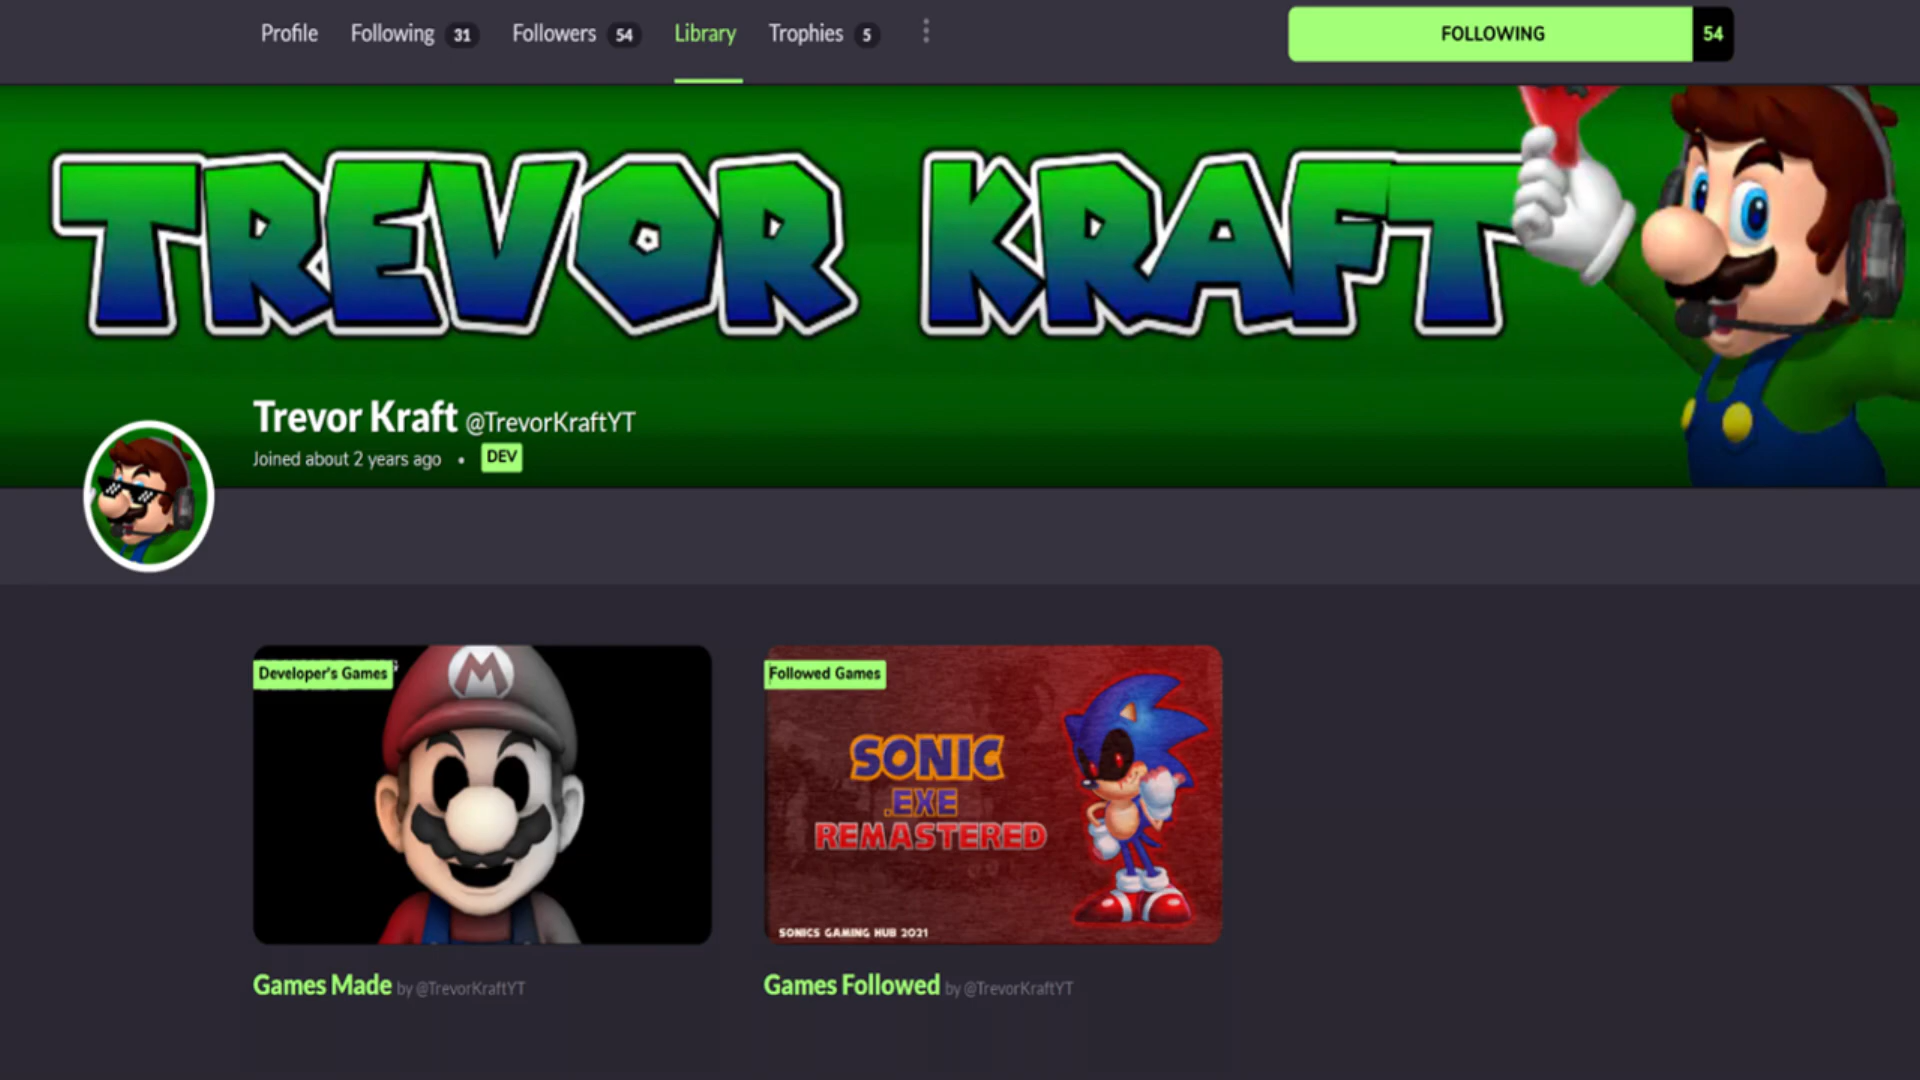 Profile Following 31 Followers 54 Library Trophies 5 FOLLOWING 54
TREVOR KRAFT
Trevor Kraft @TrevorKraftYT
Joined about 2 years ago • DEV
Developer's Games
M
Followed Games
SONIC
.EXE
REMASTERED
SONICS GAMING HUB 2021
Games Made by @TrevorKraftYT
Games Followed by @TrevorKraftYT